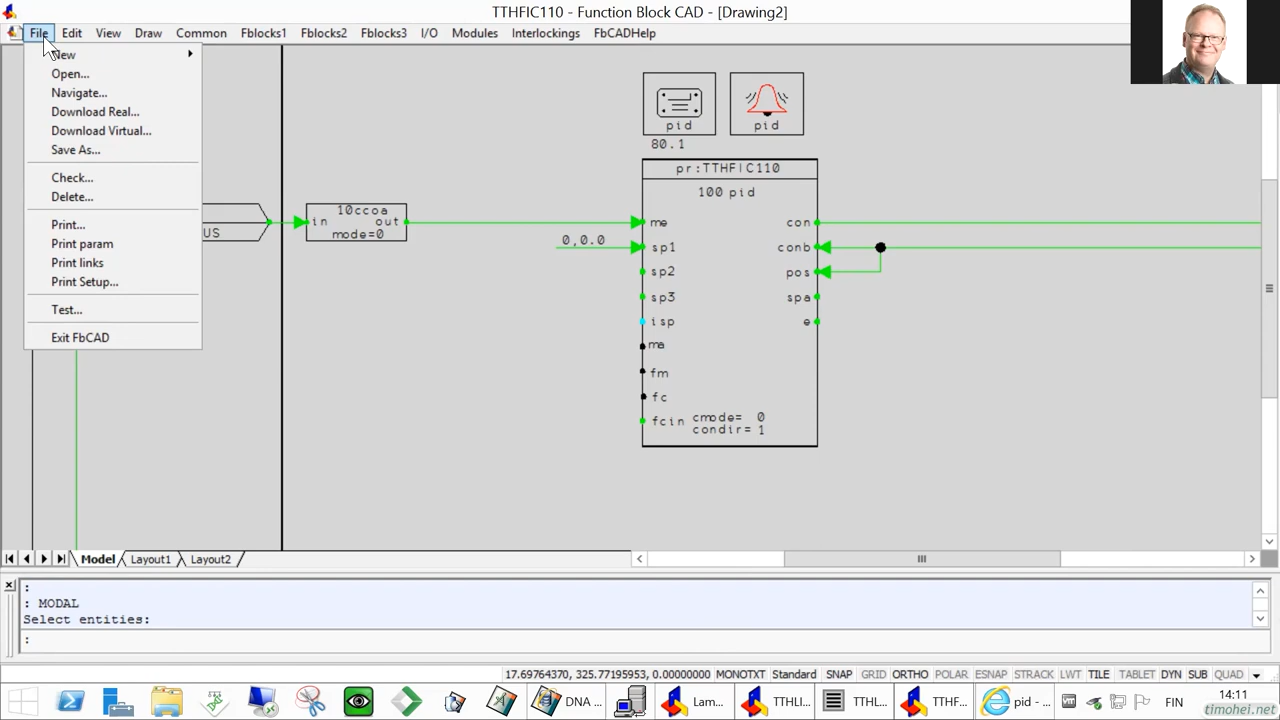 TTHFIC110 - Function Block CAD - [Drawing2]
File Edit View Draw Common Fblocks1 Fblocks2 Fblocks3 I/O Modules Interlockings FbCADHelp
New
Open...
Navigate...
Download Real...
Download Virtual...
Save As...
Check...
Delete...
Print...
Print param
Print links
Print Setup...
Test...
Exit FbCAD
US
10ccoa
in out
mode=0
0,0.0
pid pid
80.1
pr:TTHFIC110
100 pid
me con
sp1 conb
sp2 pos
sp3 spa
isp e
ma
fm
fc
fcin cmode= 0
condir= 1
Model Layout1 Layout2
:
: MODAL
Select entities:
:
17.69764370, 325.77195953, 0.00000000 MONOTXT Standard SNAP GRID ORTHO POLAR ESNAP STRACK LWT TILE TABLET DYN SUB QUAD
DNA ... Lam... TTHLI... TTHL... TTHF... pid - ... FIN 14:11
timohei.net